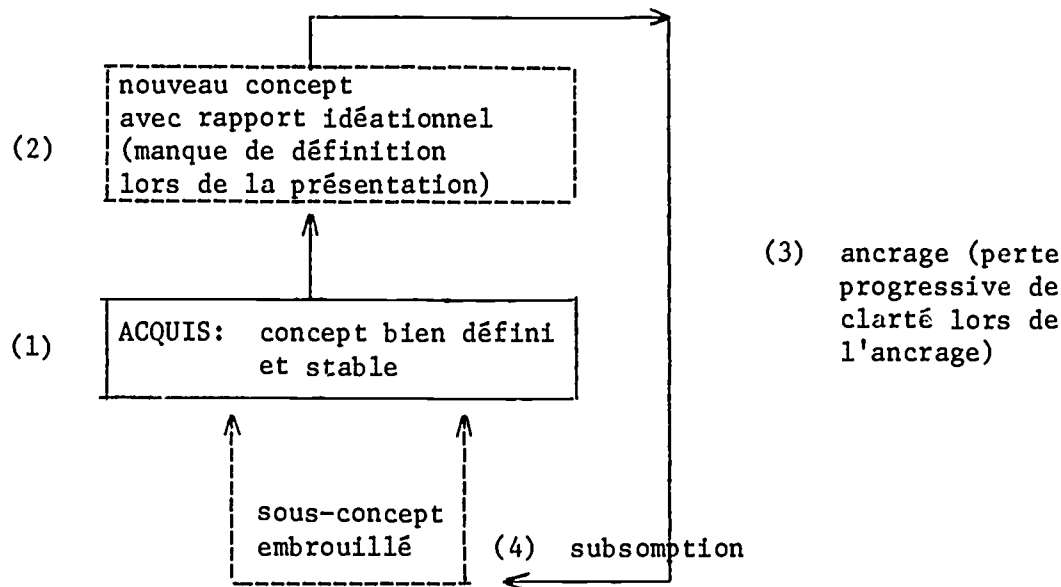 nouveau concept
avec rapport idéationnel
(2) (manque de définition
lors de la présentation)
(3) ancrage (perte
progressive de
clarté lors de
l'ancrage)
(1) ACQUIS: concept bien défini
et stable
sous-concept
embrouillé
(4) subsomption